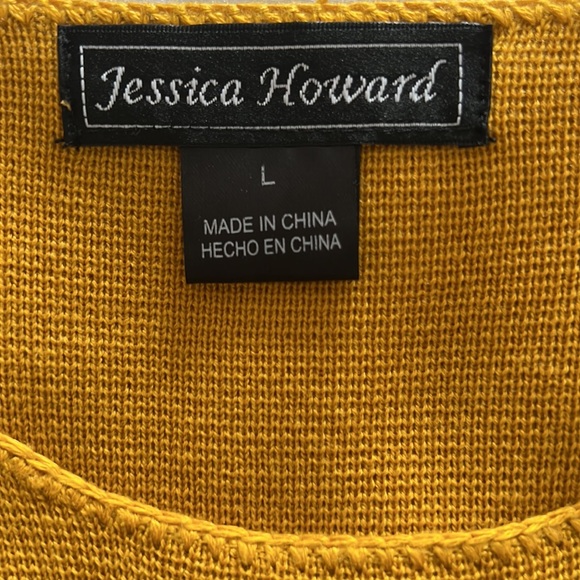 Jessica Howard
L
MADE IN CHINA
HECHO EN CHINA